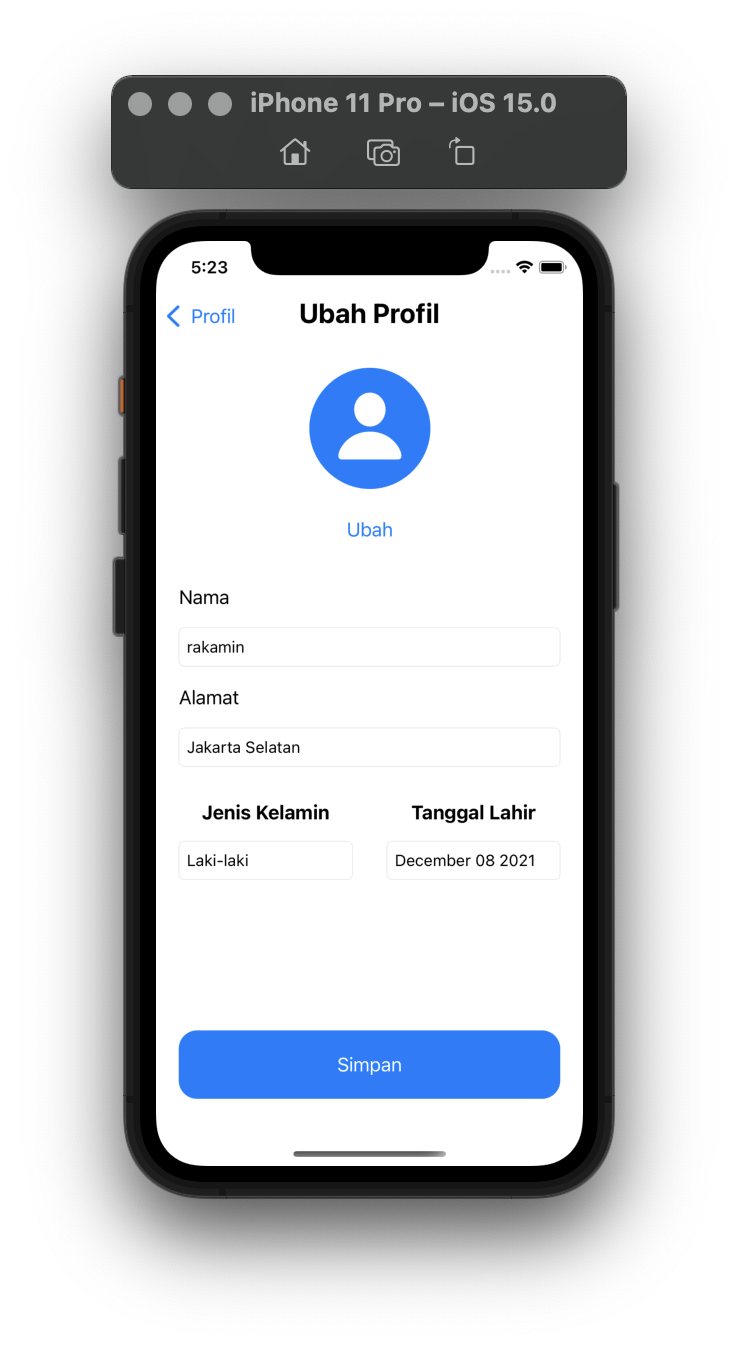 iPhone 11 Pro – iOS 15.0
5:23
Profil
Ubah Profil
Ubah
Nama
rakamin
Alamat
Jakarta Selatan
Jenis Kelamin
Tanggal Lahir
Laki-laki
December 08 2021
Simpan